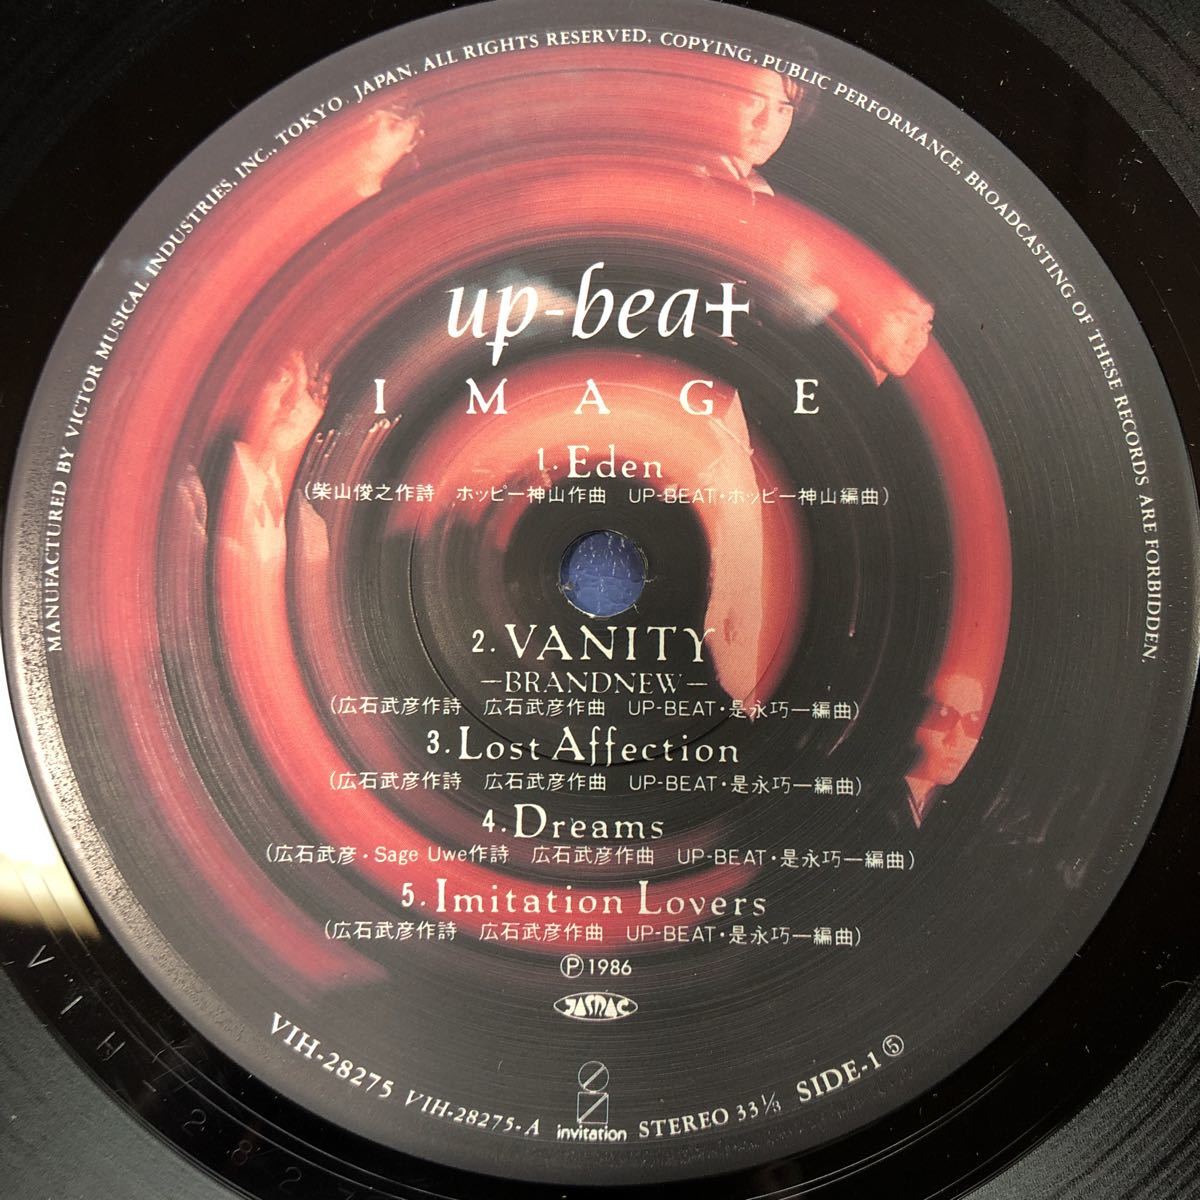 MANUFACTURED BY VICTOR MUSICAL INDUSTRIES, INC., TOKYO, JAPAN. ALL RIGHTS RESERVED. COPYING, PUBLIC PERFORMANCE, BROADCASTING OF THESE RECORDS ARE FORBIDDEN.
up-beat
IMAGE
1. Eden
(柴山俊之作詩 ホッピー神山作曲 UP-BEAT・ホッピー神山編曲)
2. VANITY
-BRANDNEW-
(広石武彦作詩 広石武彦作曲 UP-BEAT・是永巧一編曲)
3. Lost Affection
(広石武彦作詩 広石武彦作曲 UP-BEAT・是永巧一編曲)
4. Dreams
(広石武彦・Sage Uwe作詩 広石武彦作曲 UP-BEAT・是永巧一編曲)
5. Imitation Lovers
(広石武彦作詩 広石武彦作曲 UP-BEAT・是永巧一編曲)
Ⓟ1986
JASRAC
VIH-28275 VIH-28275-A invitation STEREO 33 1/3 SIDE-1 ⑤
VIH-2827